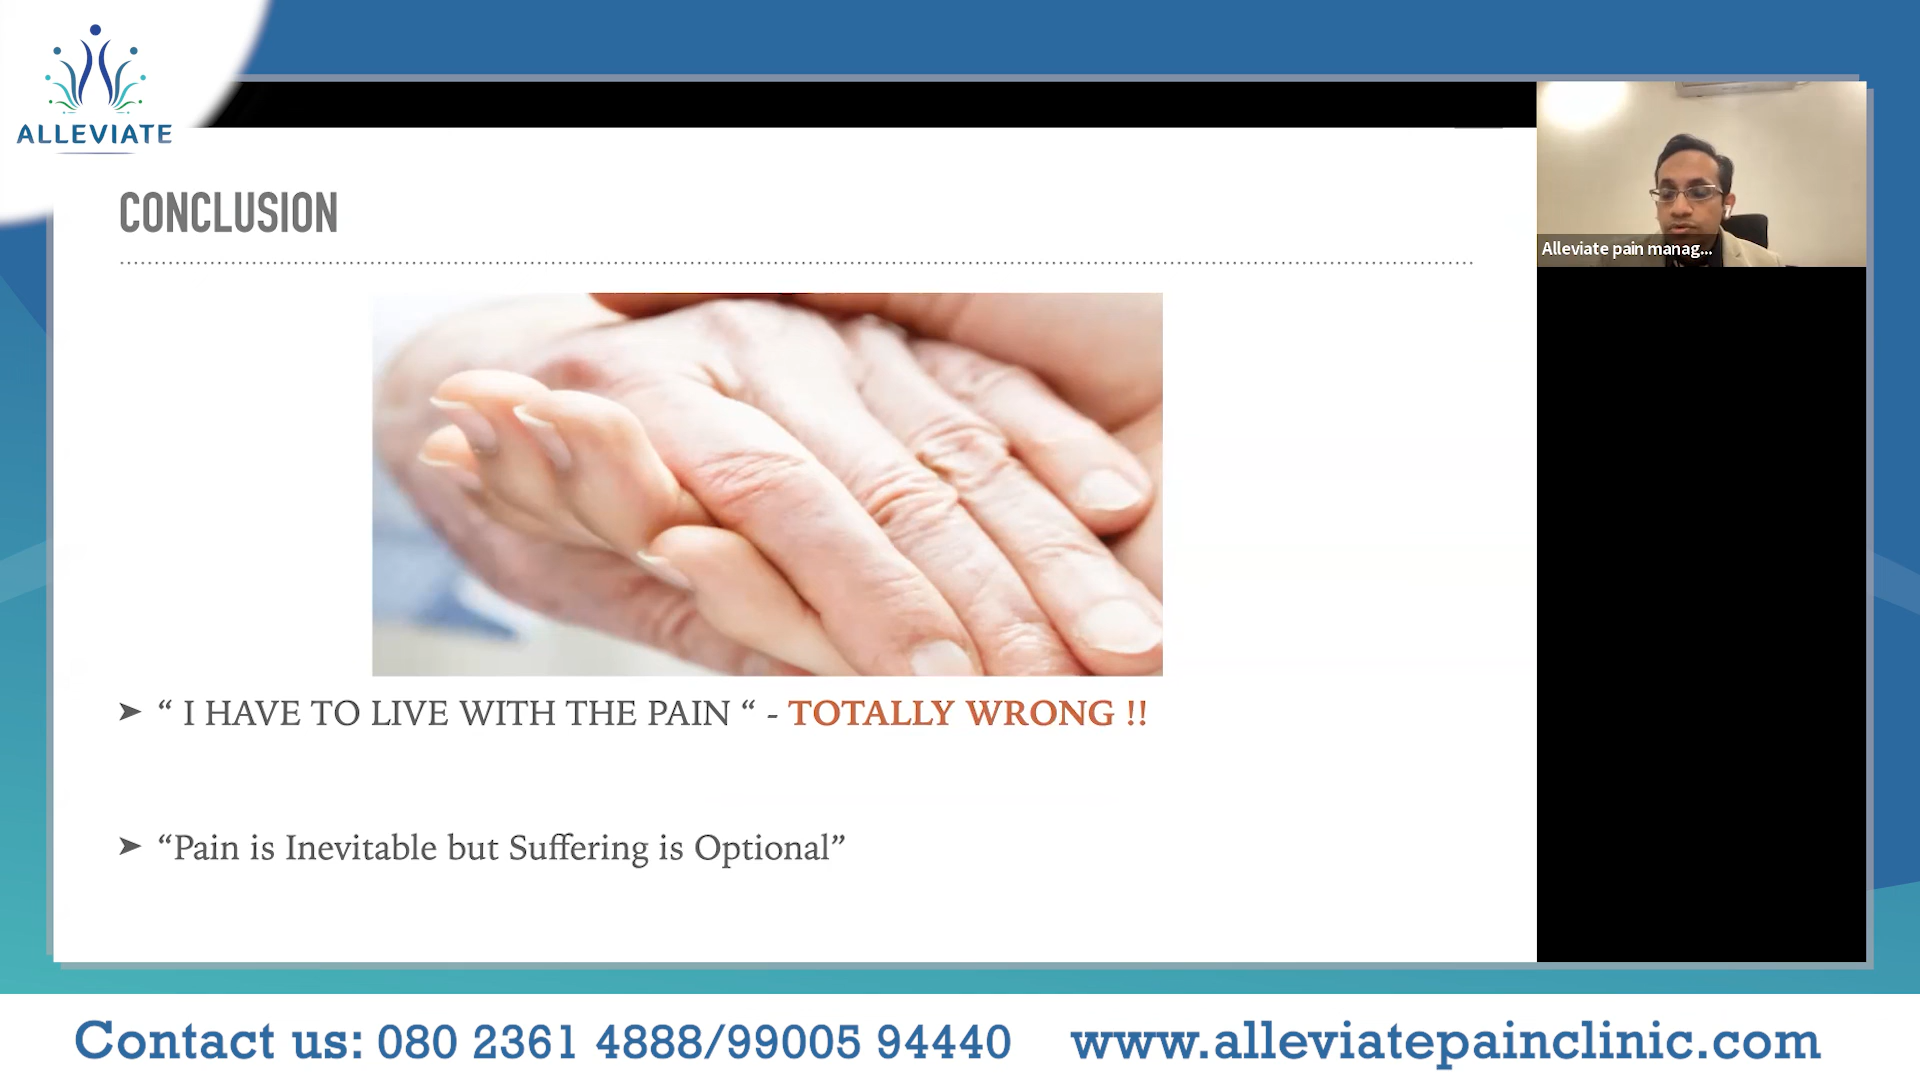 ALLEVIATE
CONCLUSION
Alleviate pain manag...
➤ “ I HAVE TO LIVE WITH THE PAIN “ - TOTALLY WRONG !!
➤ “Pain is Inevitable but Suffering is Optional”
Contact us: 080 2361 4888/99005 94440 www.alleviatepainclinic.com